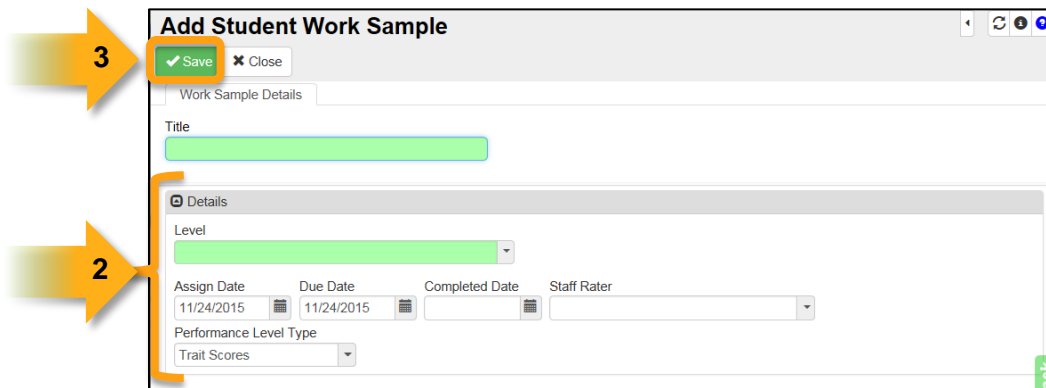 Add Student Work Sample
3
Save Close
Work Sample Details
Title
Details
Level
2
Assign Date Due Date Completed Date Staff Rater
11/24/2015 11/24/2015
Performance Level Type
Trait Scores